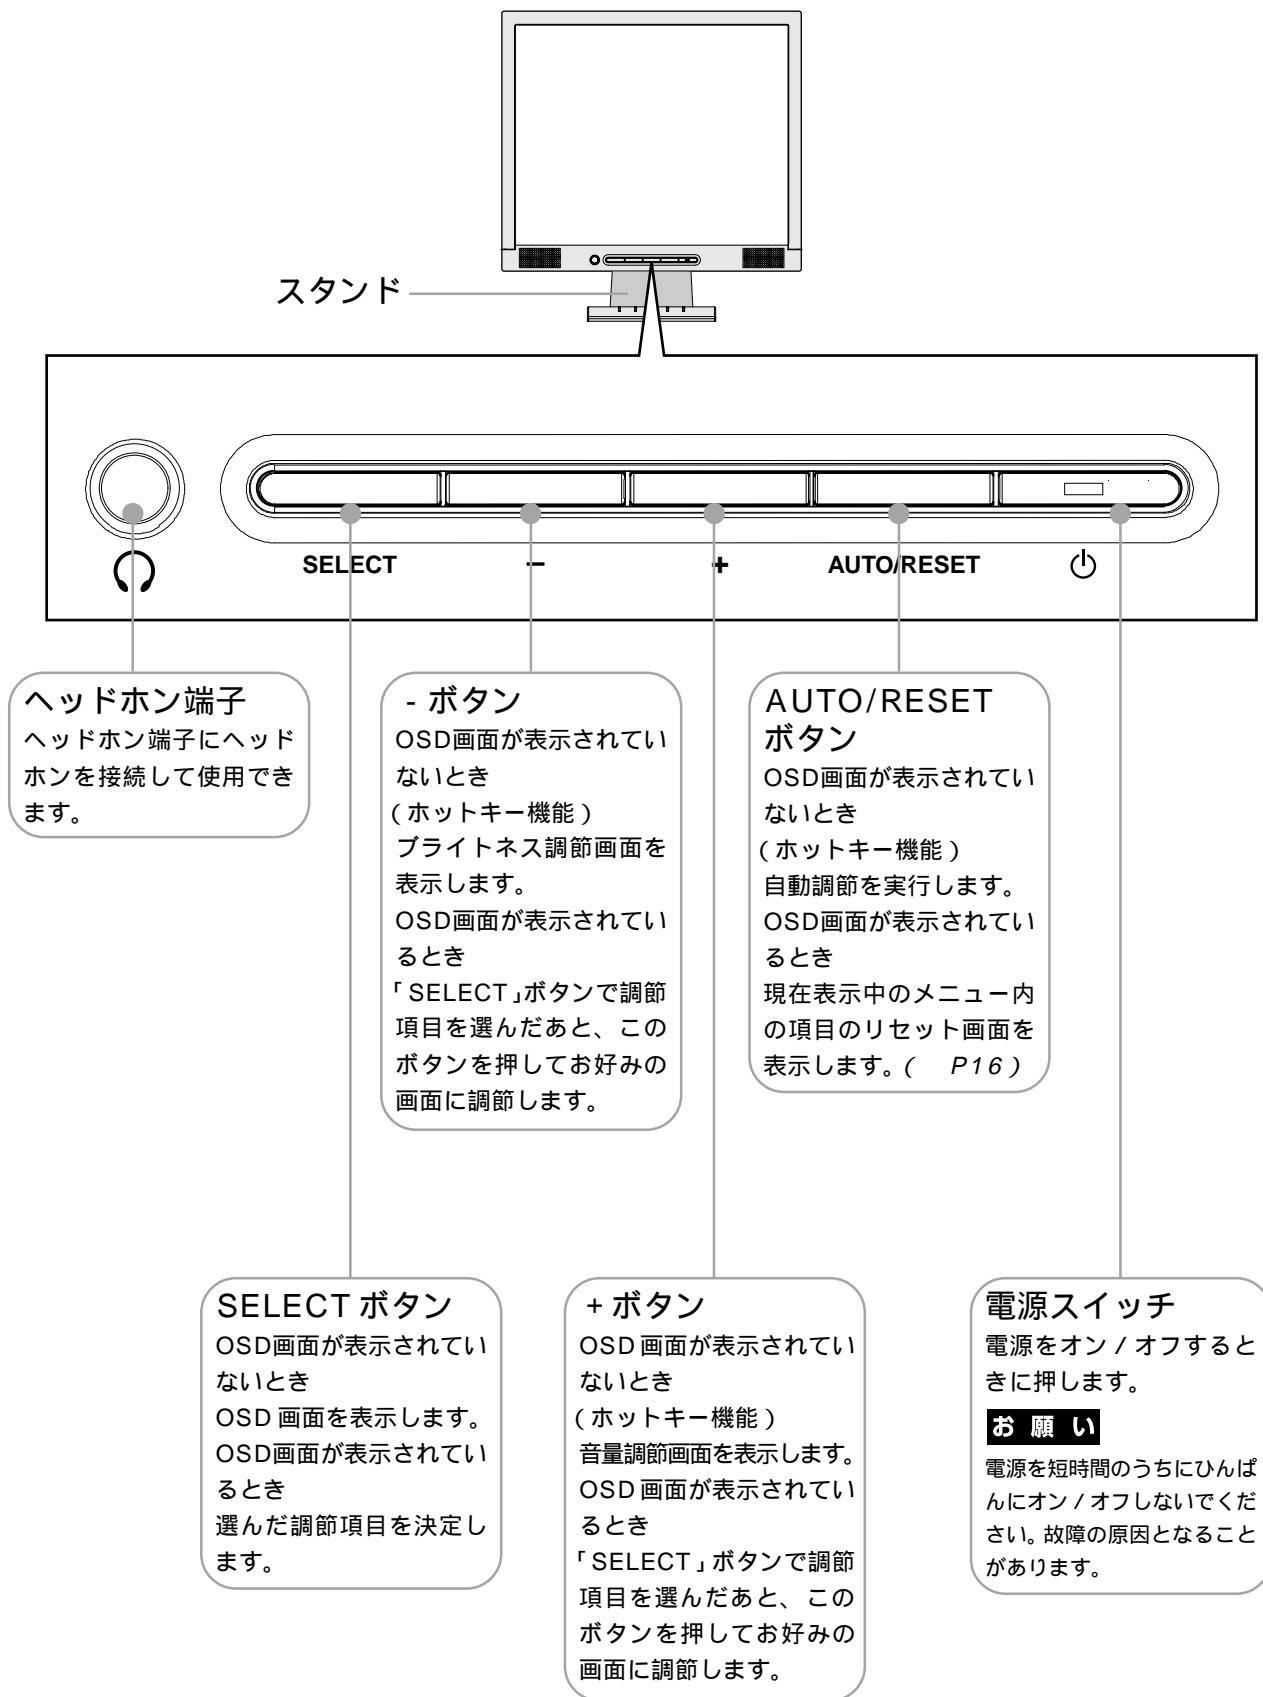 スタンド
SELECT
−
+
AUTO/RESET
ヘッドホン端子
ヘッドホン端子にヘッド
ホンを接続して使用でき
ます。
- ボタン
OSD画面が表示されてい
ないとき
(ホットキー機能)
ブライトネス調節画面を
表示します。
OSD画面が表示されてい
るとき
「SELECT」ボタンで調節
項目を選んだあと、この
ボタンを押してお好みの
画面に調節します。
AUTO/RESET
ボタン
OSD画面が表示されてい
ないとき
(ホットキー機能)
自動調節を実行します。
OSD画面が表示されてい
るとき
現在表示中のメニュー内
の項目のリセット画面を
表示します。( P16)
SELECT ボタン
OSD画面が表示されてい
ないとき
OSD 画面を表示します。
OSD画面が表示されてい
るとき
選んだ調節項目を決定し
ます。
+ ボタン
OSD 画面が表示されてい
ないとき
(ホットキー機能)
音量調節画面を表示します。
OSD 画面が表示されてい
るとき
「SELECT」ボタンで調節
項目を選んだあと、この
ボタンを押してお好みの
画面に調節します。
電源スイッチ
電源をオン / オフすると
きに押します。
お願い
電源を短時間のうちにひんぱ
んにオン / オフしないでくだ
さい。故障の原因となること
があります。